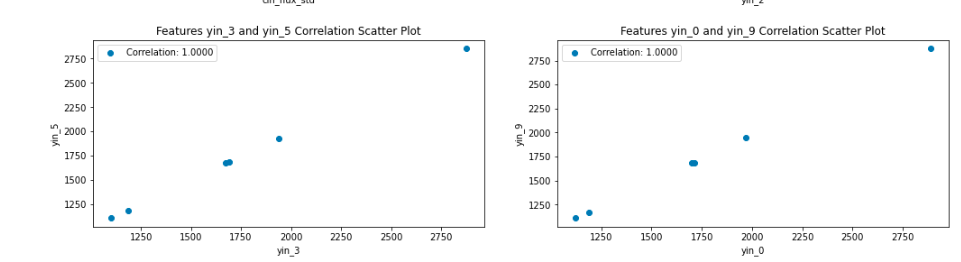 yin_2
Features yin_3 and yin_5 Correlation Scatter Plot
Correlation: 1.0000
2750
2500
2250
2000
1750
1500
1250
yin_5
1250 1500 1750 2000 2250 2500 2750
yin_3
Features yin_0 and yin_9 Correlation Scatter Plot
Correlation: 1.0000
2750
2500
2250
2000
1750
1500
1250
yin_9
1250 1500 1750 2000 2250 2500 2750
yin_0